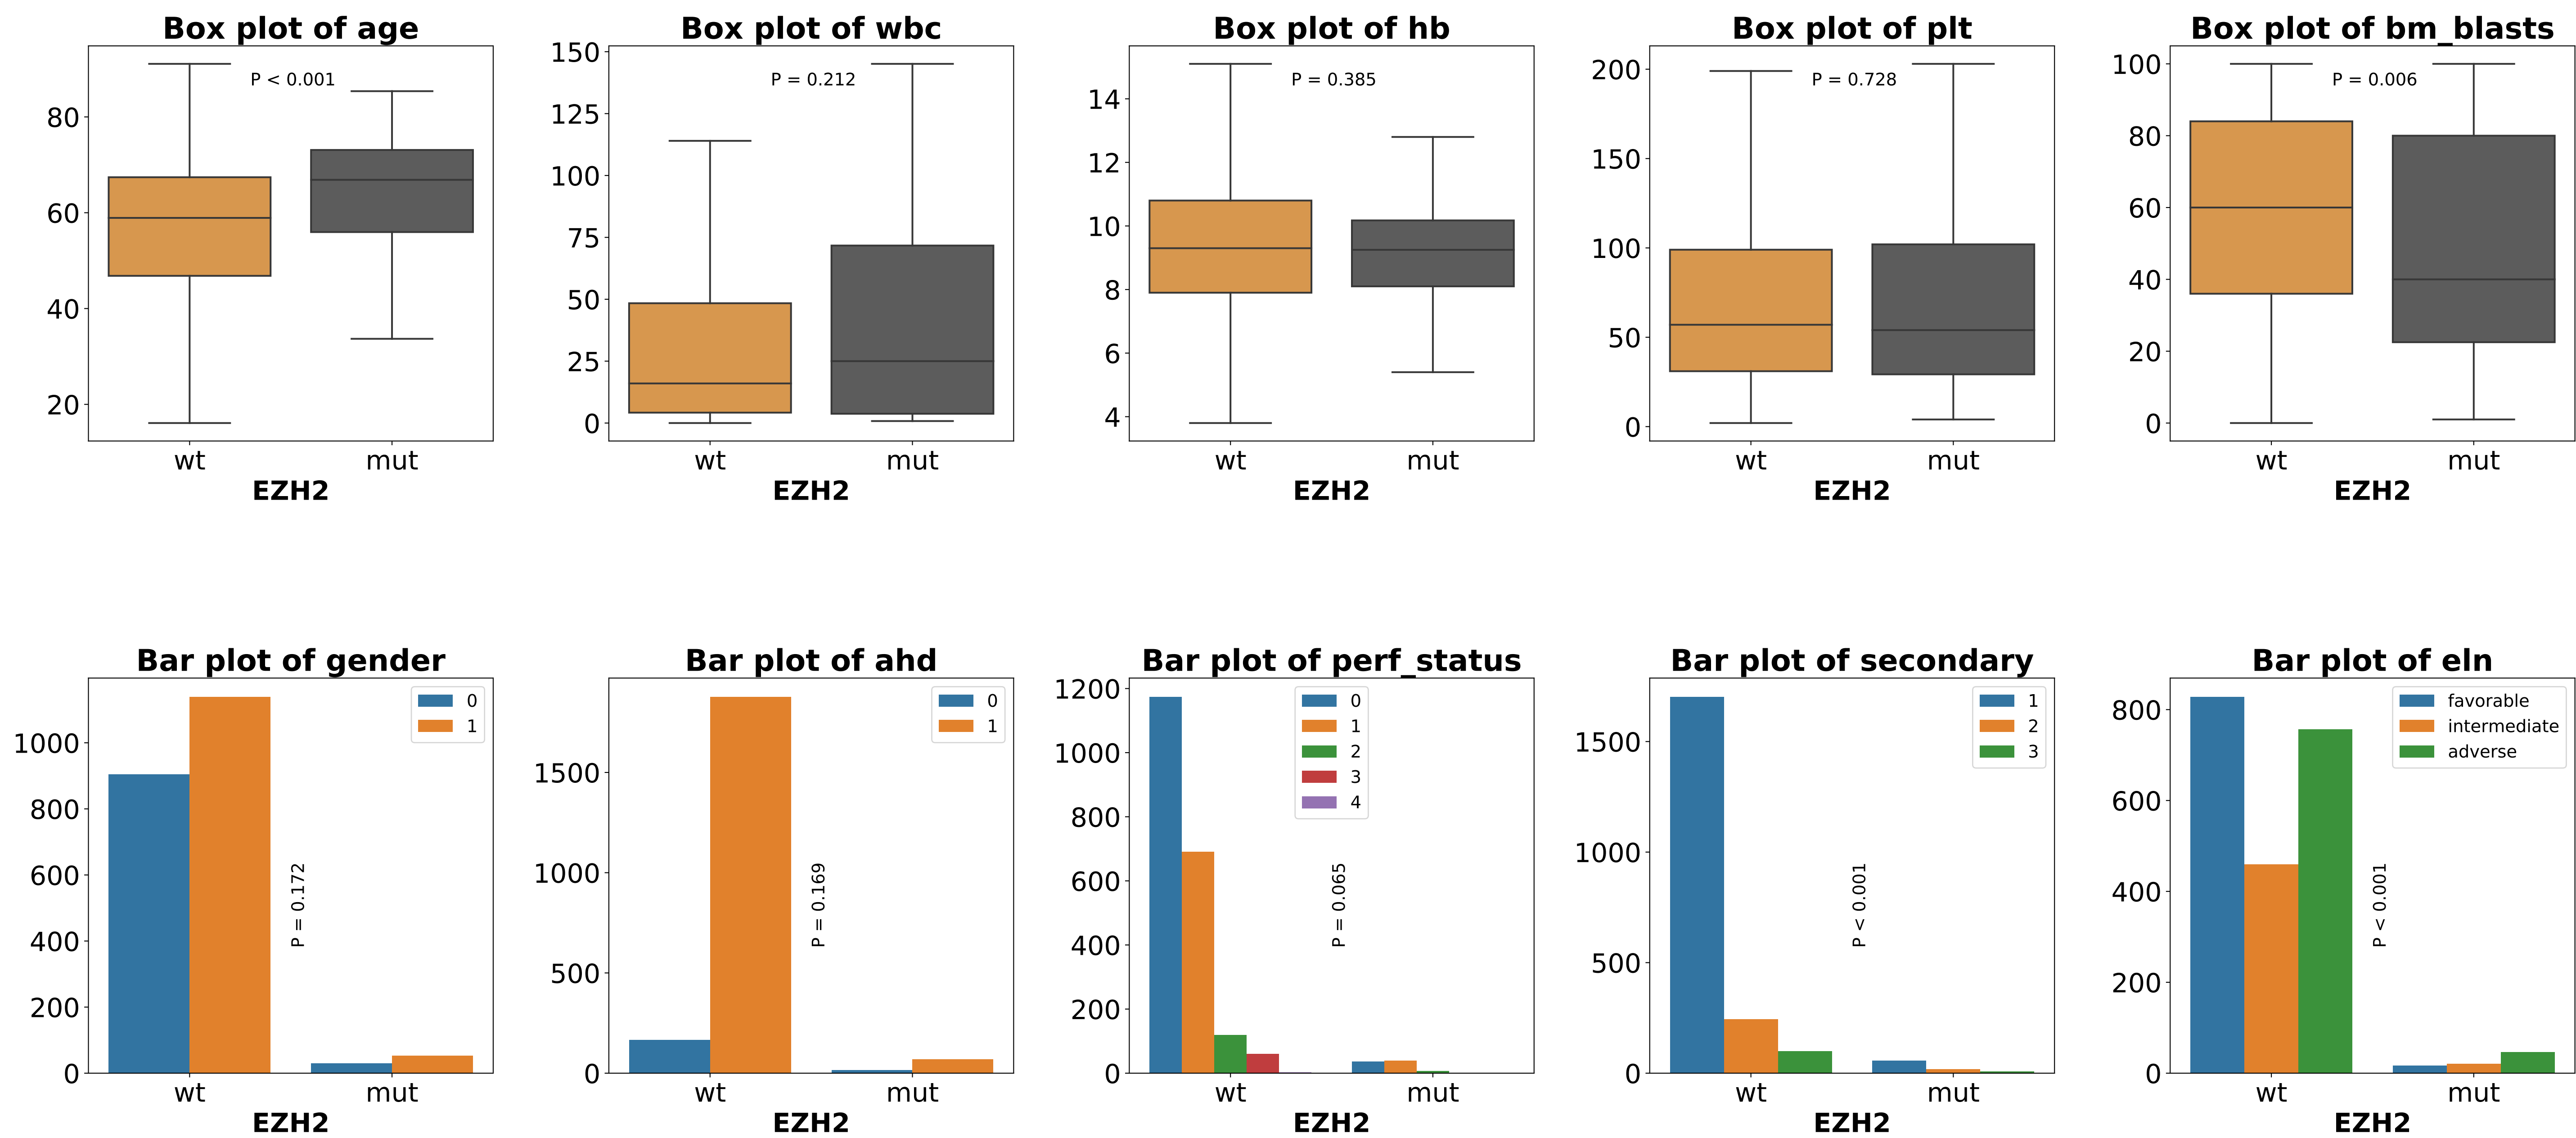 Box plot of age
P < 0.001
80
60
40
20
wt
mut
EZH2
Box plot of wbc
P = 0.212
150
125
100
75
50
25
0
wt
mut
EZH2
Box plot of hb
P = 0.385
14
12
10
8
6
4
wt
mut
EZH2
Box plot of plt
P = 0.728
200
150
100
50
0
wt
mut
EZH2
Box plot of bm_blasts
P = 0.006
100
80
60
40
20
0
wt
mut
EZH2
Bar plot of gender
0
1
P = 0.172
1000
800
600
400
200
0
wt
mut
EZH2
Bar plot of ahd
0
1
P = 0.169
1500
1000
500
0
wt
mut
EZH2
Bar plot of perf_status
0
1
2
3
4
P = 0.065
1200
1000
800
600
400
200
0
wt
mut
EZH2
Bar plot of secondary
1
2
3
P < 0.001
1500
1000
500
0
wt
mut
EZH2
Bar plot of eln
favorable
intermediate
adverse
P < 0.001
800
600
400
200
0
wt
mut
EZH2